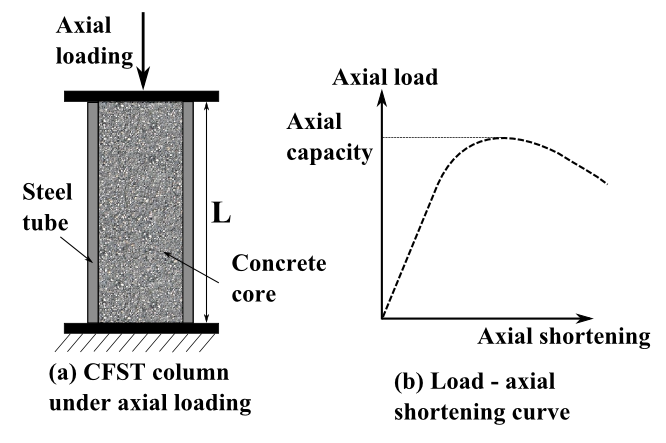 Axial
loading
Steel
tube
L
Concrete
core
(a) CFST column
under axial loading
Axial load
Axial
capacity
Axial shortening
(b) Load - axial
shortening curve